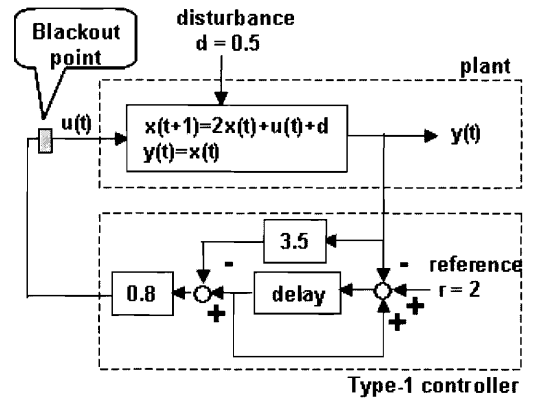 disturbance
d = 0.5
Blackout
point
plant
u(t)
x(t+1)=2x(t)+u(t)+d
y(t)=x(t)
y(t)
3.5
-
-
reference
r = 2
0.8
delay
+
+
+
Type-1 controller